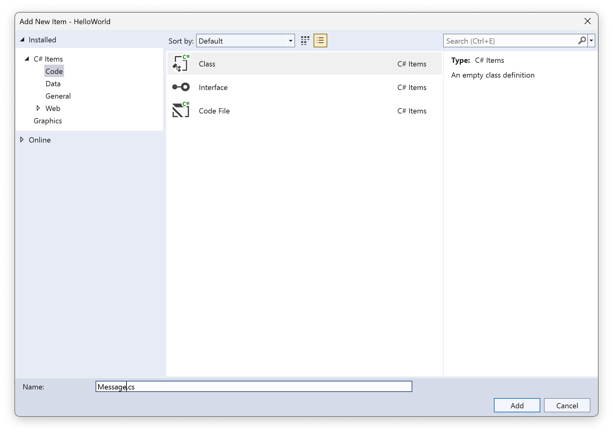 Add New Item - HelloWorld
Installed
Sort by: Default
Search (Ctrl+E)
C# Items
Code
Data
General
Web
Graphics
Online
C# Class C# Items
Interface C# Items
C# Code File C# Items
Type: C# Items
An empty class definition
Name: Message.cs
Add Cancel